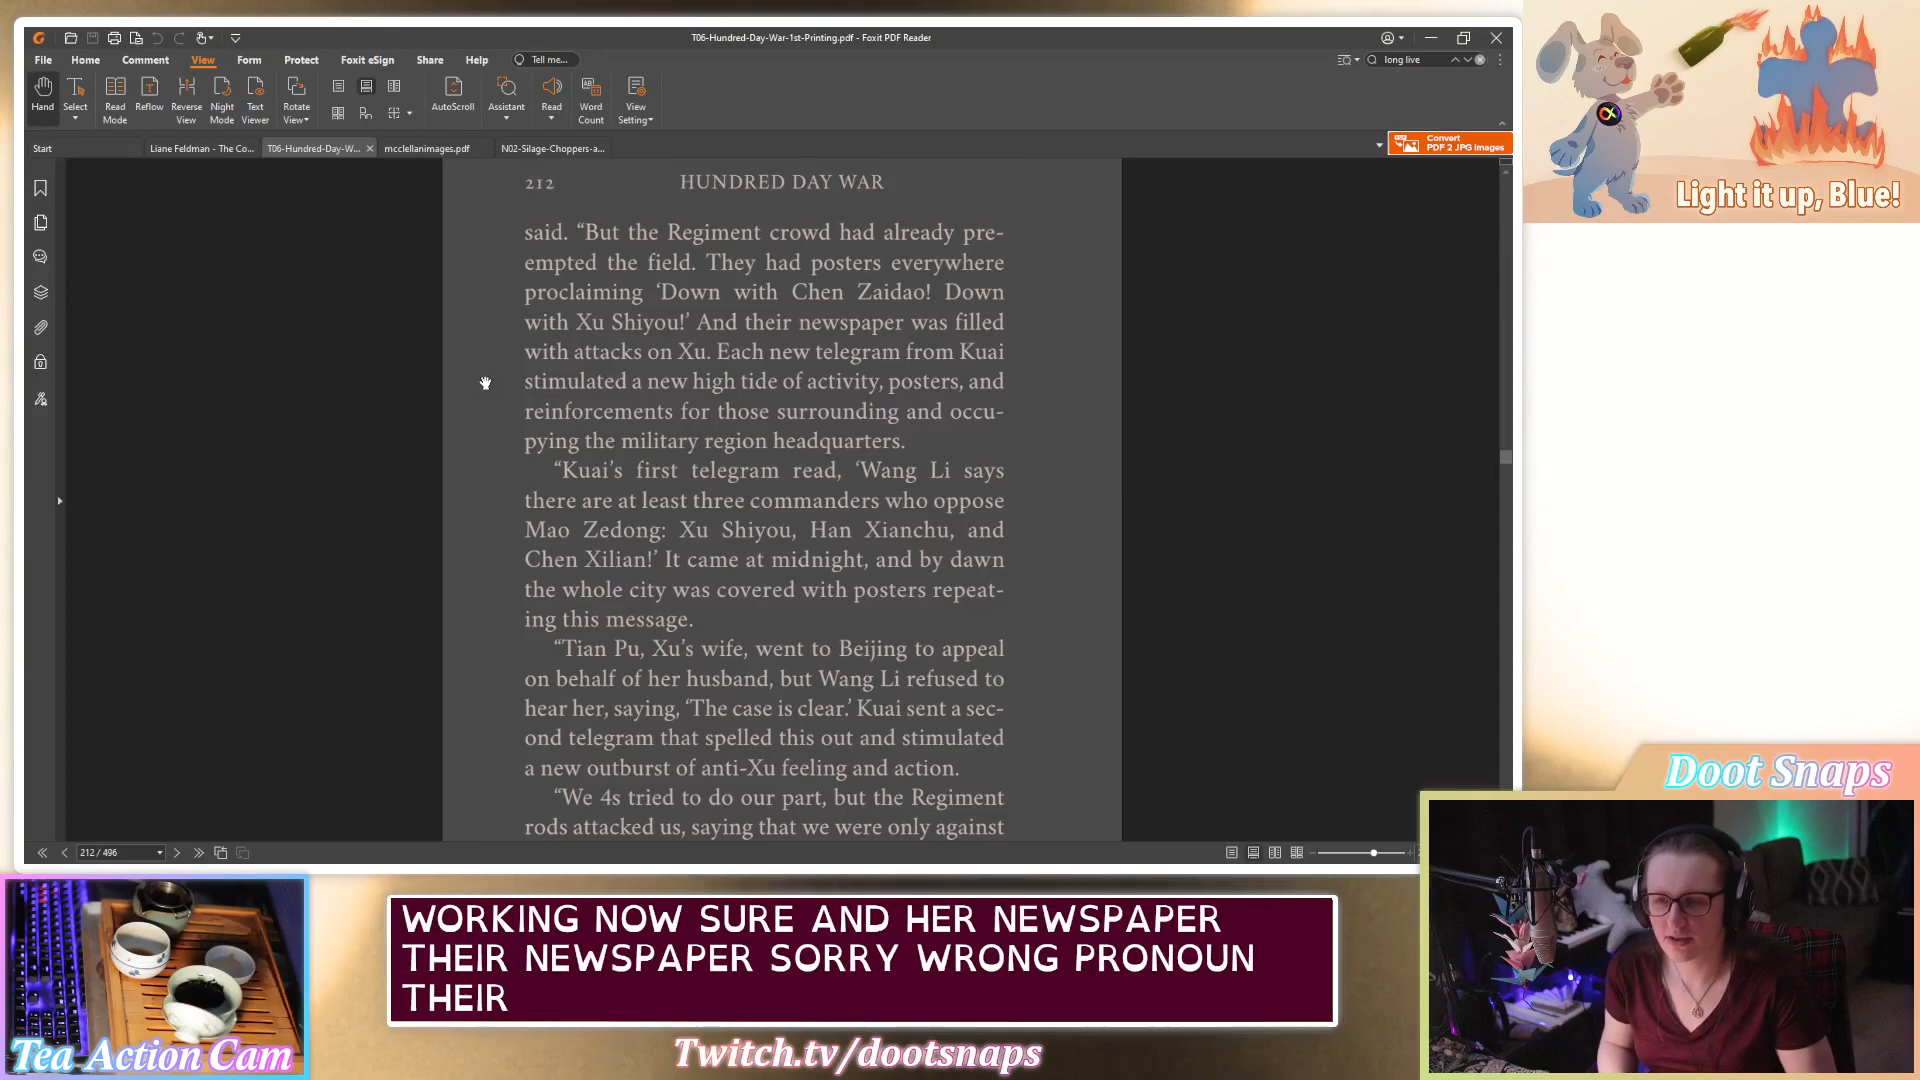 T06-Hundred-Day-War-1st-Printing.pdf - Foxit PDF Reader
File Home Comment View Form Protect Foxit eSign Share Help Tell me... long live
Hand Select Read Mode Reflow Reverse View Night Mode Text Viewer Rotate View AutoScroll Assistant Read Word Count View Setting
Start Liane Feldman - The Co... T06-Hundred-Day-W... mcclellanimages.pdf N02-Silage-Choppers-a...
Convert
PDF 2 JPG Images
Light it up, Blue!
212 HUNDRED DAY WAR
said. “But the Regiment crowd had already pre-
empted the field. They had posters everywhere
proclaiming ‘Down with Chen Zaidao! Down
with Xu Shiyou!’ And their newspaper was filled
with attacks on Xu. Each new telegram from Kuai
stimulated a new high tide of activity, posters, and
reinforcements for those surrounding and occu-
pying the military region headquarters.
“Kuai’s first telegram read, ‘Wang Li says
there are at least three commanders who oppose
Mao Zedong: Xu Shiyou, Han Xianchu, and
Chen Xilian!’ It came at midnight, and by dawn
the whole city was covered with posters repeat-
ing this message.
“Tian Pu, Xu’s wife, went to Beijing to appeal
on behalf of her husband, but Wang Li refused to
hear her, saying, ‘The case is clear.’ Kuai sent a sec-
ond telegram that spelled this out and stimulated
a new outburst of anti-Xu feeling and action.
“We 4s tried to do our part, but the Regiment
rods attacked us, saying that we were only against
212 / 496
Doot Snaps
WORKING NOW SURE AND HER NEWSPAPER
THEIR NEWSPAPER SORRY WRONG PRONOUN
THEIR
Tea Action Cam
Twitch.tv/dootsnaps